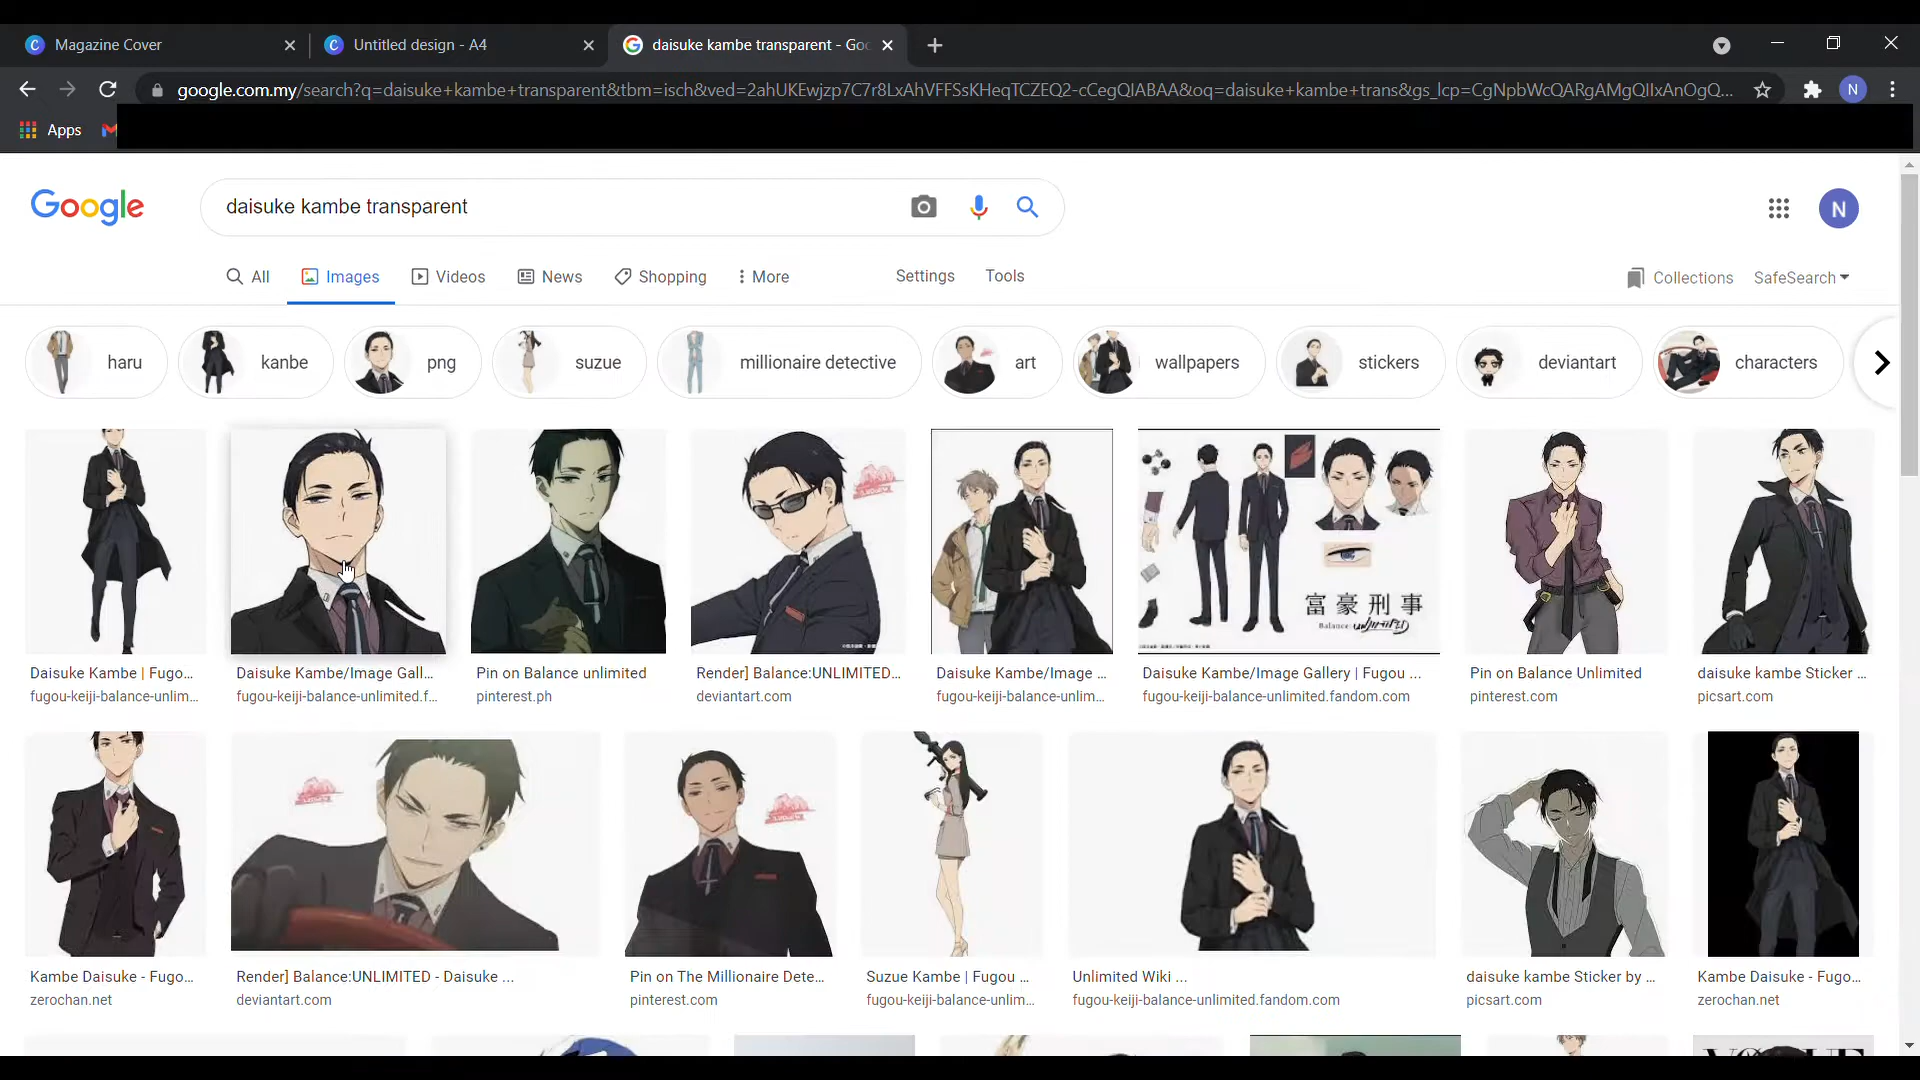 Magazine Cover
Untitled design - A4
daisuke kambe transparent - Goo
google.com.my/search?q=daisuke+kambe+transparent&tbm=isch&ved=2ahUKEwjzp7C7r8LxAhVFFSsKHeqTCZEQ2-cCegQIABAA&oq=daisuke+kambe+trans&gs_lcp=CgNpbWcQARgAMgQIIxAnOgQ...
N
Apps
Google
daisuke kambe transparent
N
All
Images
Videos
News
Shopping
More
Settings
Tools
Collections
SafeSearch
haru
kanbe
png
suzue
millionaire detective
art
wallpapers
stickers
deviantart
characters
富豪刑事
Balance: UNLIMITED
Daisuke Kambe | Fugo...
fugou-keiji-balance-unlim...
Daisuke Kambe/Image Gall...
fugou-keiji-balance-unlimited.f...
Pin on Balance unlimited
pinterest.ph
Render] Balance:UNLIMITED...
deviantart.com
Daisuke Kambe/Image ...
fugou-keiji-balance-unlim...
Daisuke Kambe/Image Gallery | Fugou ...
fugou-keiji-balance-unlimited.fandom.com
Pin on Balance Unlimited
pinterest.com
daisuke kambe Sticker ...
picsart.com
Kambe Daisuke - Fugo...
zerochan.net
Render] Balance:UNLIMITED - Daisuke ...
deviantart.com
Pin on The Millionaire Dete...
pinterest.com
Suzue Kambe | Fugou ...
fugou-keiji-balance-unlim...
Unlimited Wiki ...
fugou-keiji-balance-unlimited.fandom.com
daisuke kambe Sticker by ...
picsart.com
Kambe Daisuke - Fugo...
zerochan.net
VOGUE